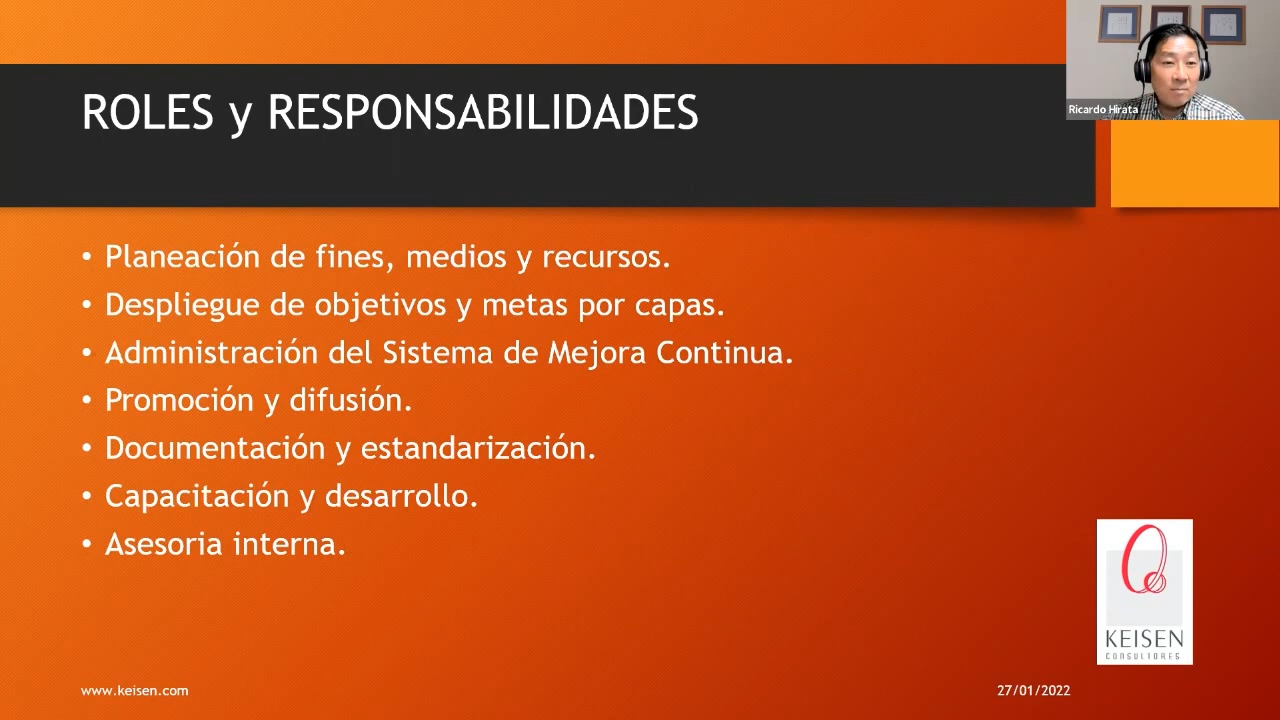 ROLES y RESPONSABILIDADES
Ricardo Hirata
• Planeación de fines, medios y recursos.
• Despliegue de objetivos y metas por capas.
• Administración del Sistema de Mejora Continua.
• Promoción y difusión.
• Documentación y estandarización.
• Capacitación y desarrollo.
• Asesoria interna.
KEISEN
CONSULTORES
www.keisen.com
27/01/2022